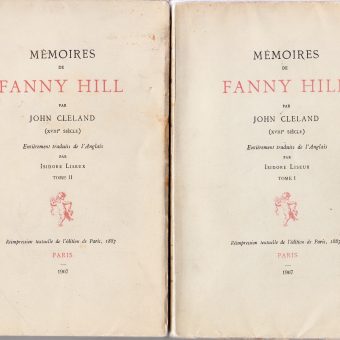 MÉMOIRES
DE
FANNY HILL
PAR
JOHN CLELAND
(XVIIIe SIÈCLE)
Entièrement traduits de l'Anglais
PAR
ISIDORE LISEUX
TOME II
Réimpression textuelle de l'édition de Paris, 1887
PARIS
1907
MÉMOIRES
DE
FANNY HILL
PAR
JOHN CLELAND
(XVIIIe SIÈCLE)
Entièrement traduits de l'Anglais
PAR
ISIDORE LISEUX
TOME I
Réimpression textuelle de l'édition de Paris, 1887
PARIS
1907